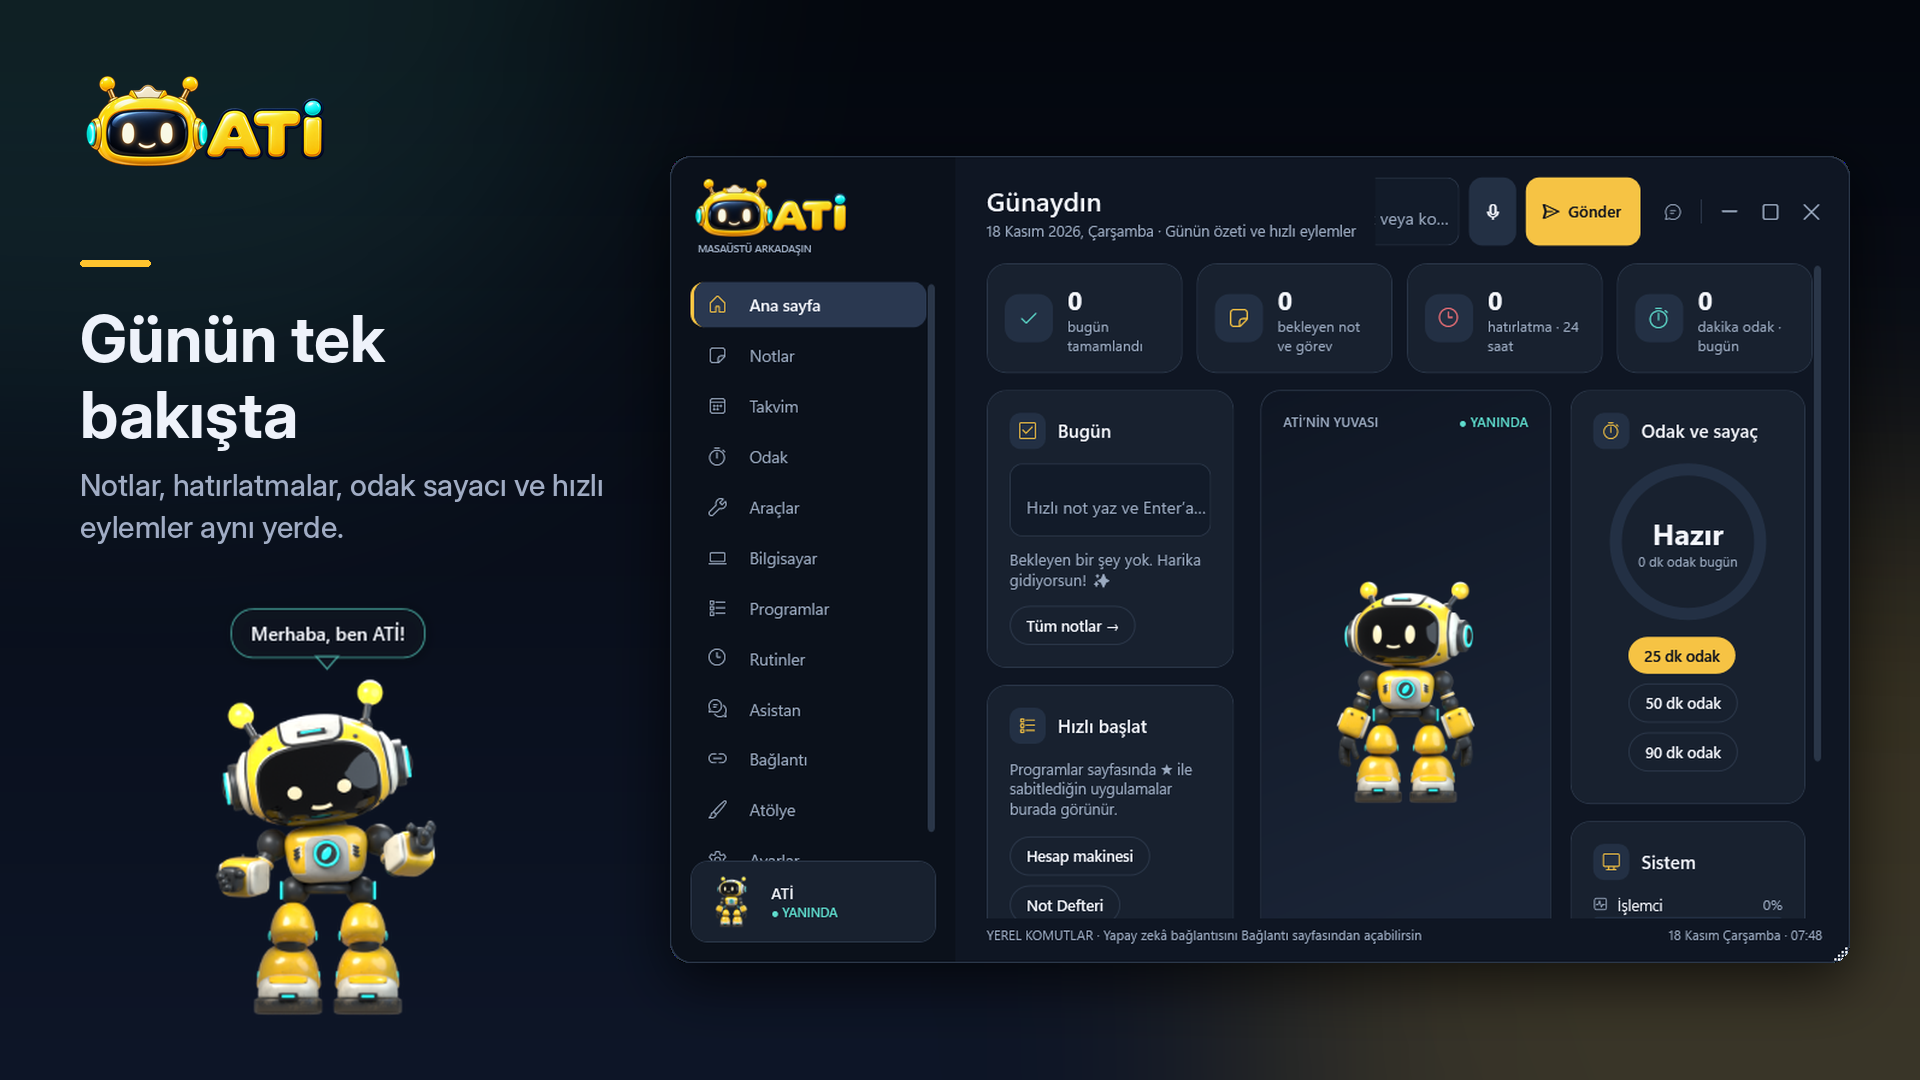 ATİ
Günün tek
bakışta
Notlar, hatırlatmalar, odak sayacı ve hızlı
eylemler aynı yerde.
Merhaba, ben ATİ!
ATİ
MASAÜSTÜ ARKADAŞIN
Ana sayfa
Notlar
Takvim
Odak
Araçlar
Bilgisayar
Programlar
Rutinler
Asistan
Bağlantı
Atölye
Ayarlar
ATİ
● YANINDA
Günaydın
18 Kasım 2026, Çarşamba · Günün özeti ve hızlı eylemler
veya ko...
Gönder
0
bugün
tamamlandı
0
bekleyen not
ve görev
0
hatırlatma · 24
saat
0
dakika odak ·
bugün
Bugün
Hızlı not yaz ve Enter'a...
Bekleyen bir şey yok. Harika
gidiyorsun! ✨
Tüm notlar →
Hızlı başlat
Programlar sayfasında ★ ile
sabitlediğin uygulamalar
burada görünür.
Hesap makinesi
Not Defteri
ATİ'NİN YUVASI
● YANINDA
Odak ve sayaç
Hazır
0 dk odak bugün
25 dk odak
50 dk odak
90 dk odak
Sistem
İşlemci 0%
YEREL KOMUTLAR · Yapay zekâ bağlantısını Bağlantı sayfasından açabilirsin
18 Kasım Çarşamba · 07:48